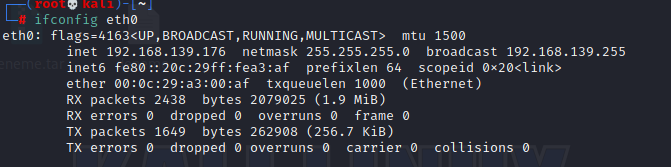 (root💀kali)-[~]
# ifconfig eth0
eth0: flags=4163<UP,BROADCAST,RUNNING,MULTICAST>  mtu 1500
        inet 192.168.139.176  netmask 255.255.255.0  broadcast 192.168.139.255
        inet6 fe80::20c:29ff:fea3:af  prefixlen 64  scopeid 0×20<link>
        ether 00:0c:29:a3:00:af  txqueuelen 1000  (Ethernet)
        RX packets 2438  bytes 2079025 (1.9 MiB)
        RX errors 0  dropped 0  overruns 0  frame 0
        TX packets 1649  bytes 262908 (256.7 KiB)
        TX errors 0  dropped 0 overruns 0  carrier 0  collisions 0